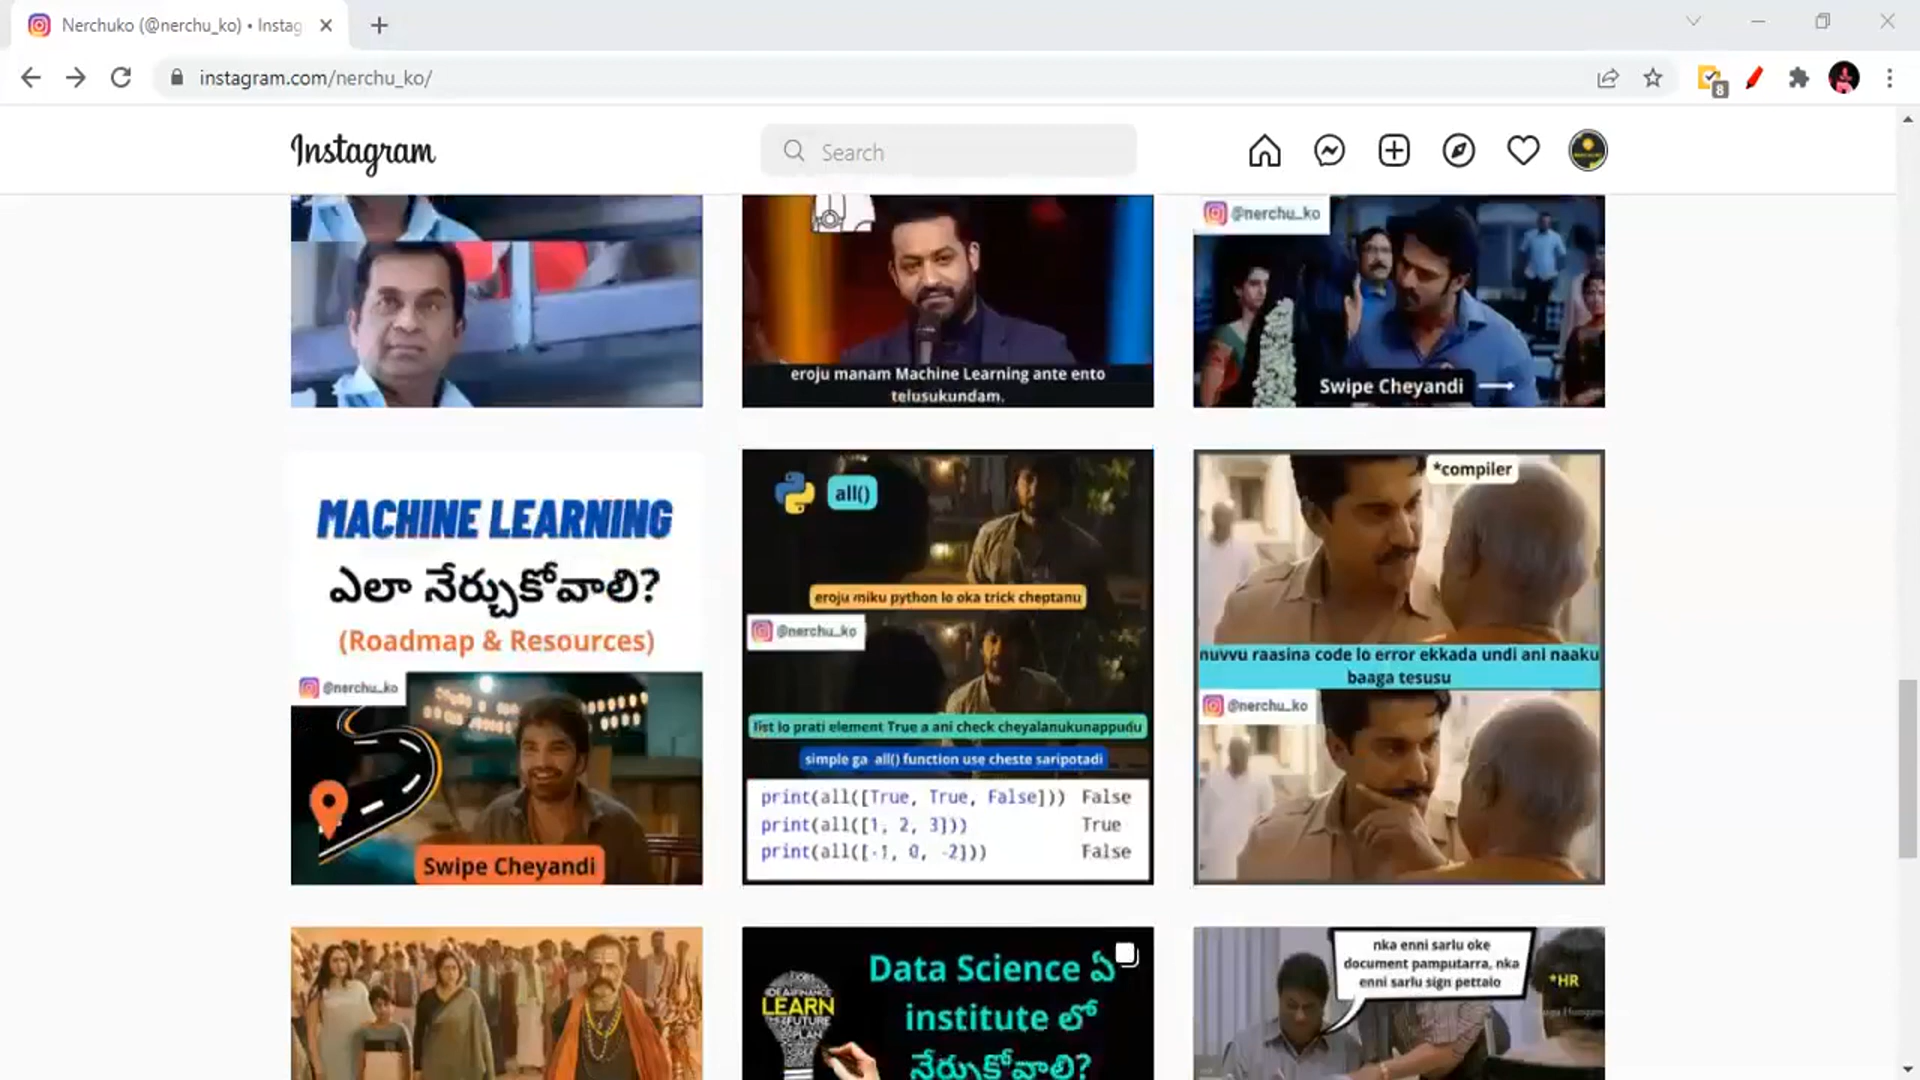 Nerchuko (@nerchu_ko) • Instag
instagram.com/nerchu_ko/
8
Instagram
Search
eroju manam Machine Learning ante ento
telusukundam.
@nerchu_ko
Swipe Cheyandi
MACHINE LEARNING
ఎలా నేర్చుకోవాలి?
(Roadmap & Resources)
@nerchu_ko
Swipe Cheyandi
all()
eroju miku python lo oka trick cheptanu
@nerchu_ko
list lo prati element True a ani check cheyalanukunappudu
simple ga all() function use cheste saripotadi
print(all([True, True, False])) False
print(all([1, 2, 3])) True
print(all([-1, 0, -2])) False
*compiler
nuvvu raasina code lo error ekkada undi ani naaku
baaga tesusu
@nerchu_ko
LEARN
FUTURE
PLAN
Data Science ఏ
institute లో
నేర్చుకోవాలి?
nka enni sarlu oke
document pamputarra, nka
enni sarlu sign pettalo
*HR